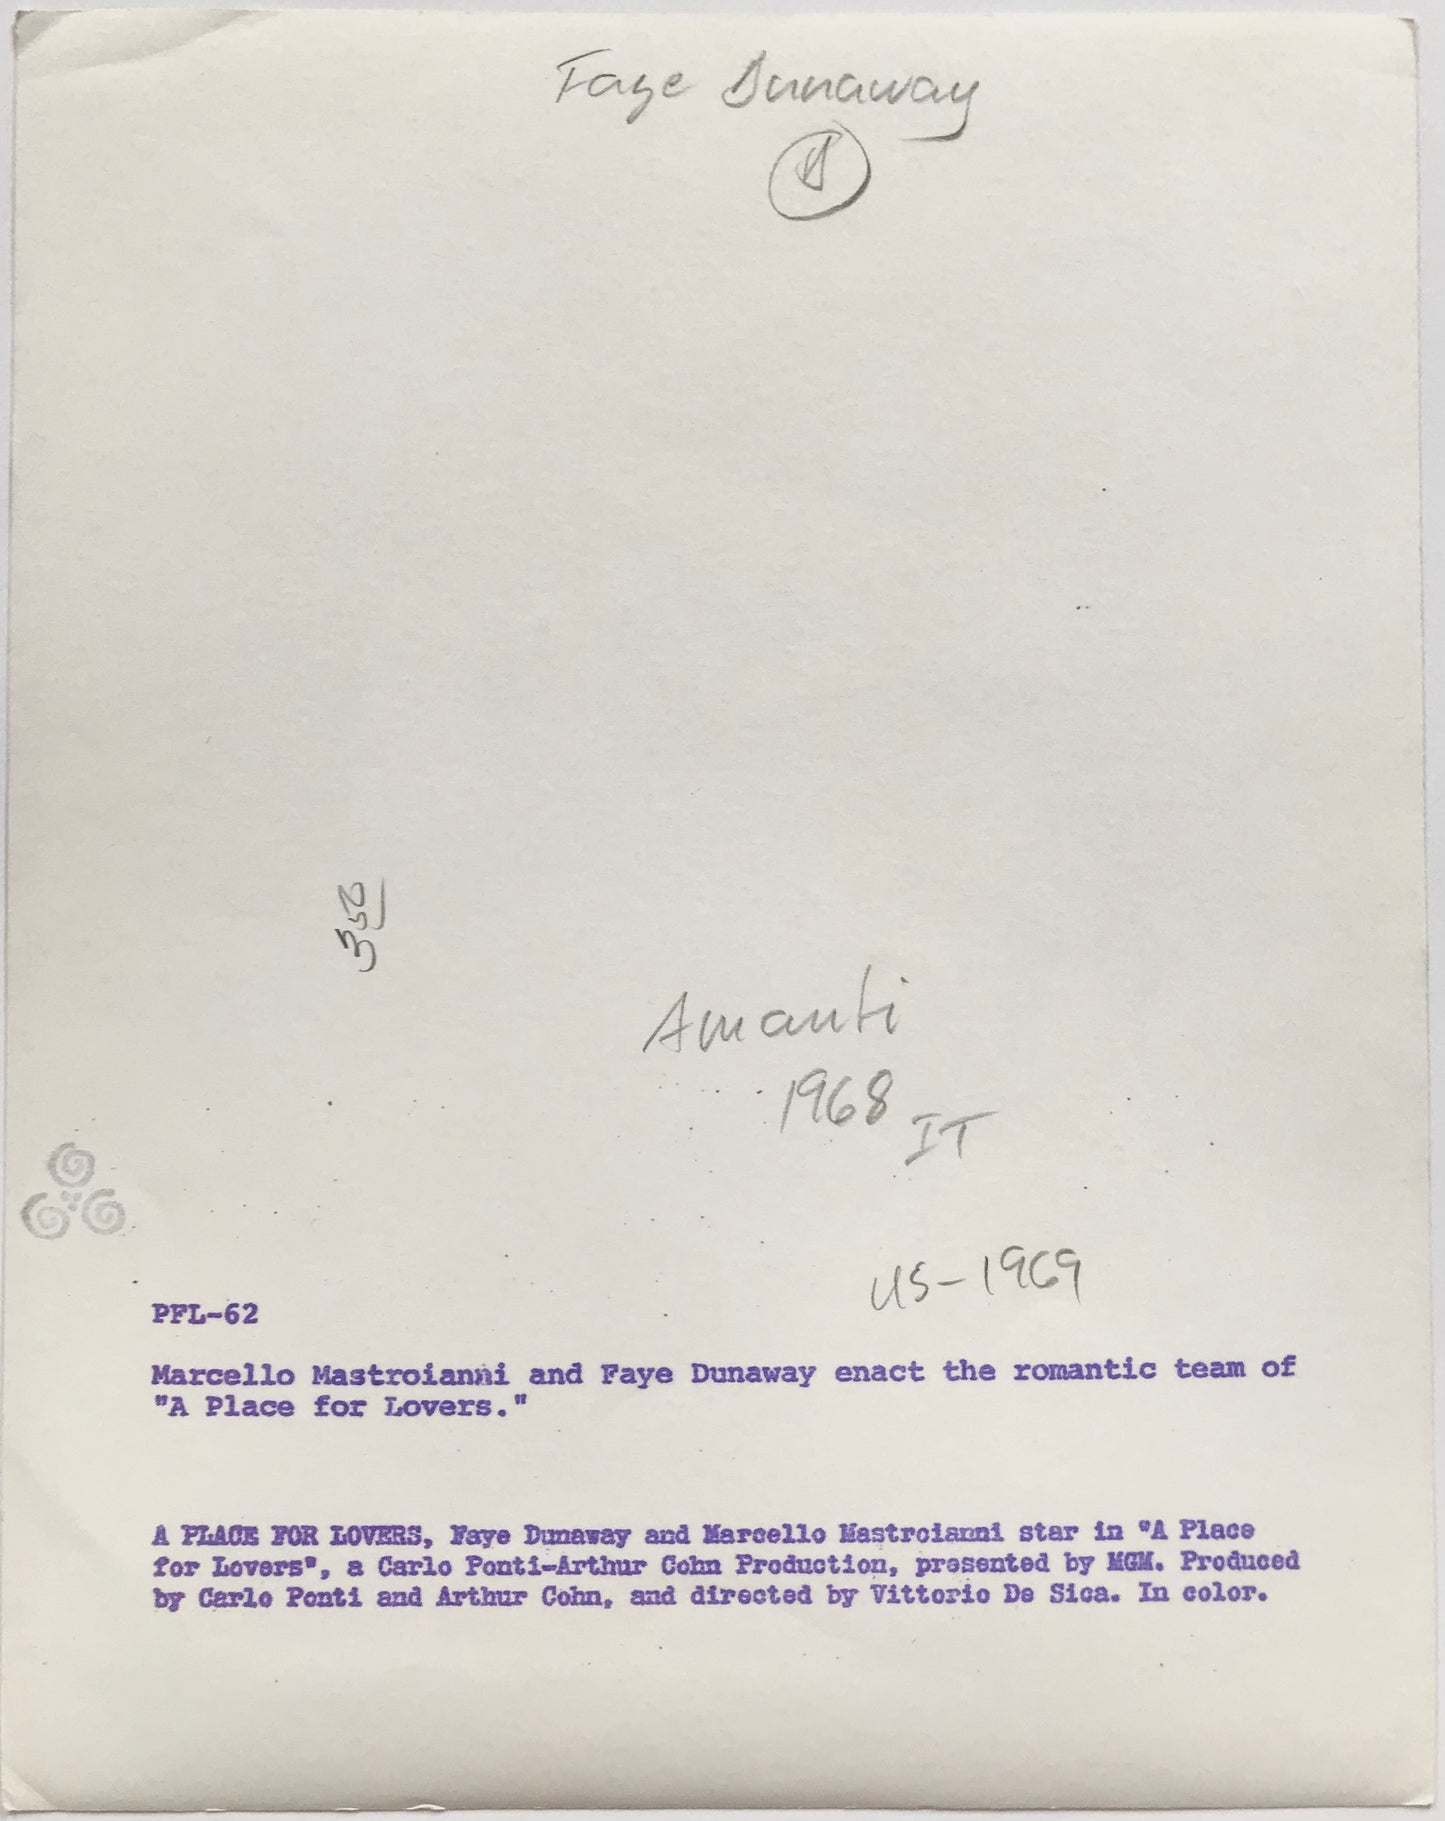 Faye Dunaway
350
Amanti
1968
IT
US-1969
PFL-62
Marcello Mastroianni and Faye Dunaway enact the romantic team of
"A Place for Lovers."
A PLACE FOR LOVERS, Faye Dunaway and Marcello Mastroianni star in "A Place
for Lovers", a Carlo Ponti-Arthur Cohn Production, presented by MGM. Produced
by Carlo Ponti and Arthur Cohn, and directed by Vittorio De Sica. In color.